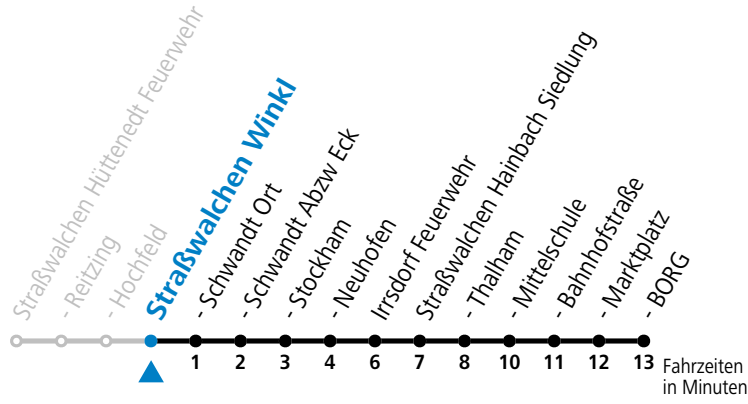 Straßwalchen Hüttenedt Feuerwehr
- Reitzing
- Hochfeld
Straßwalchen Winkl
- Schwandt Ort
- Schwandt Abzw Eck
- Stockham
- Neuhofen
Irrsdorf Feuerwehr
Straßwalchen Hainbach Siedlung
- Thalham
- Mittelschule
- Bahnhofstraße
- Marktplatz
- BORG
1 2 3 4 6 7 8 10 11 12 13 Fahrzeiten
in Minuten